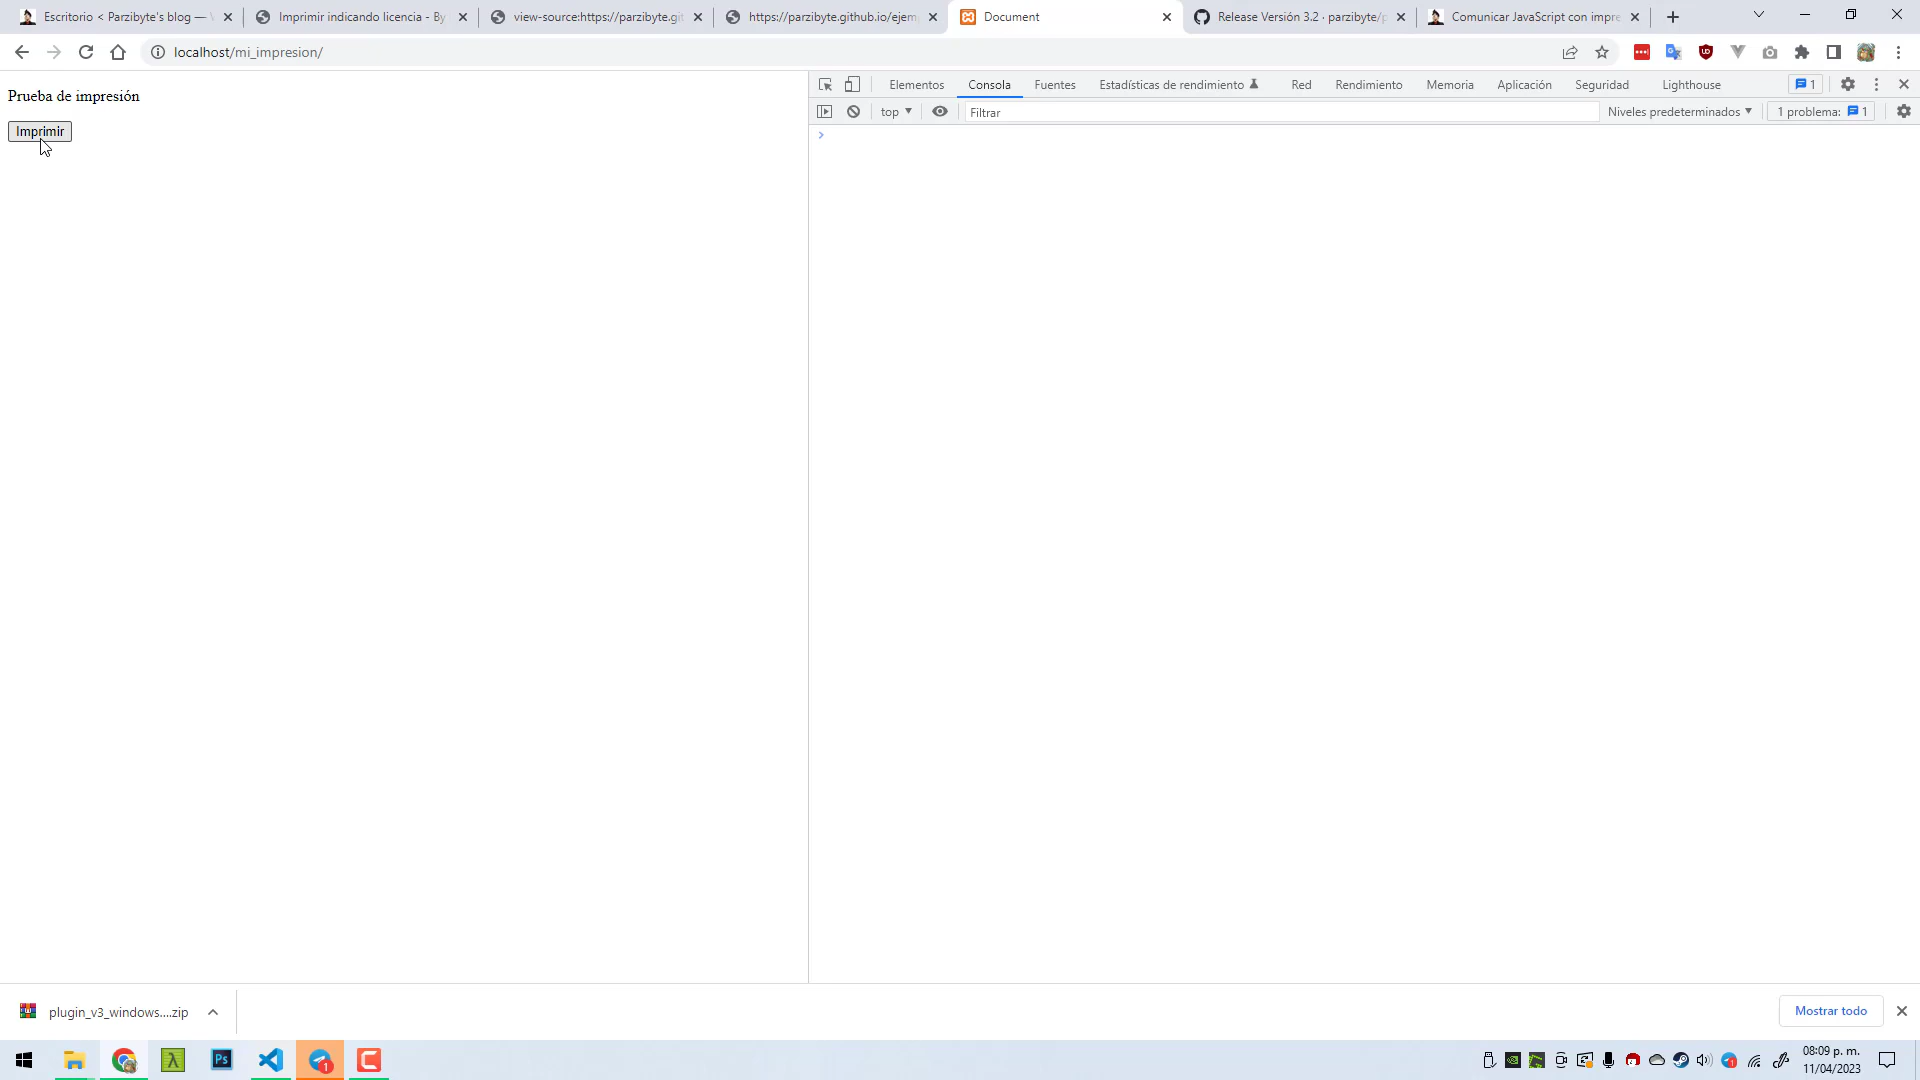 Escritorio < Parzibyte's blog —
Imprimir indicando licencia - By
view-source:https://parzibyte.git
https://parzibyte.github.io/ejem
Document
Release Versión 3.2 · parzibyte/p
Comunicar JavaScript con impre
localhost/mi_impresion/
Prueba de impresión
Imprimir
Elementos
Consola
Fuentes
Estadísticas de rendimiento
Red
Rendimiento
Memoria
Aplicación
Seguridad
Lighthouse
1
top
Filtrar
Niveles predeterminados
1 problema: 1
plugin_v3_windows....zip
Mostrar todo
Ps
1
08:09 p. m.
11/04/2023